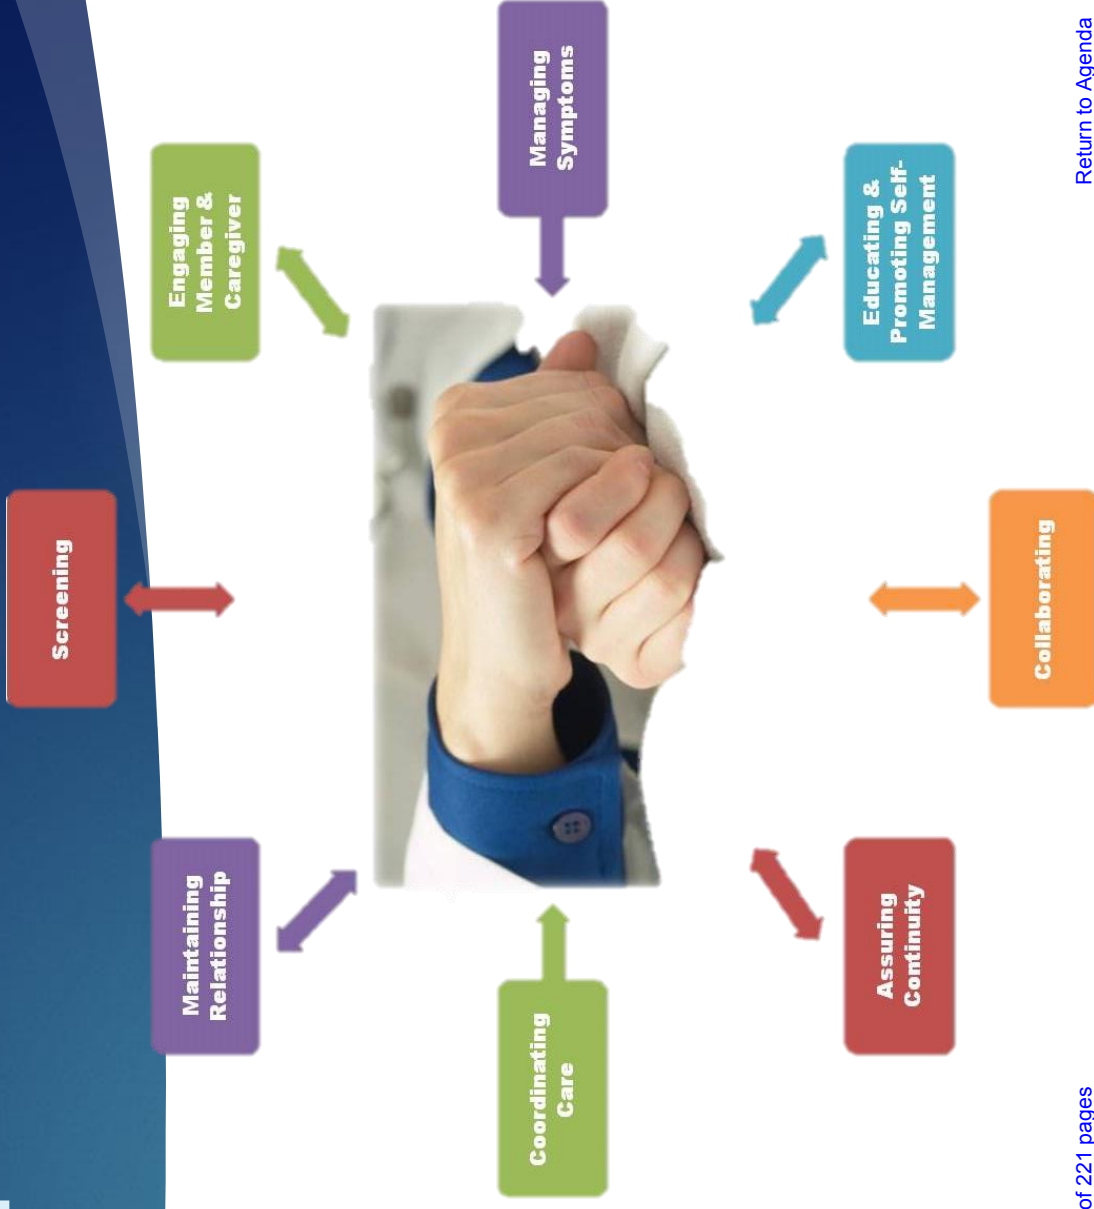 Screening
Engaging
Member &
Caregiver
Managing
Symptoms
Educating &
Promoting Self-
Management
Collaborating
Assuring
Continuity
Coordinating
Care
Maintaining
Relationship
Return to Agenda
of 221 pages